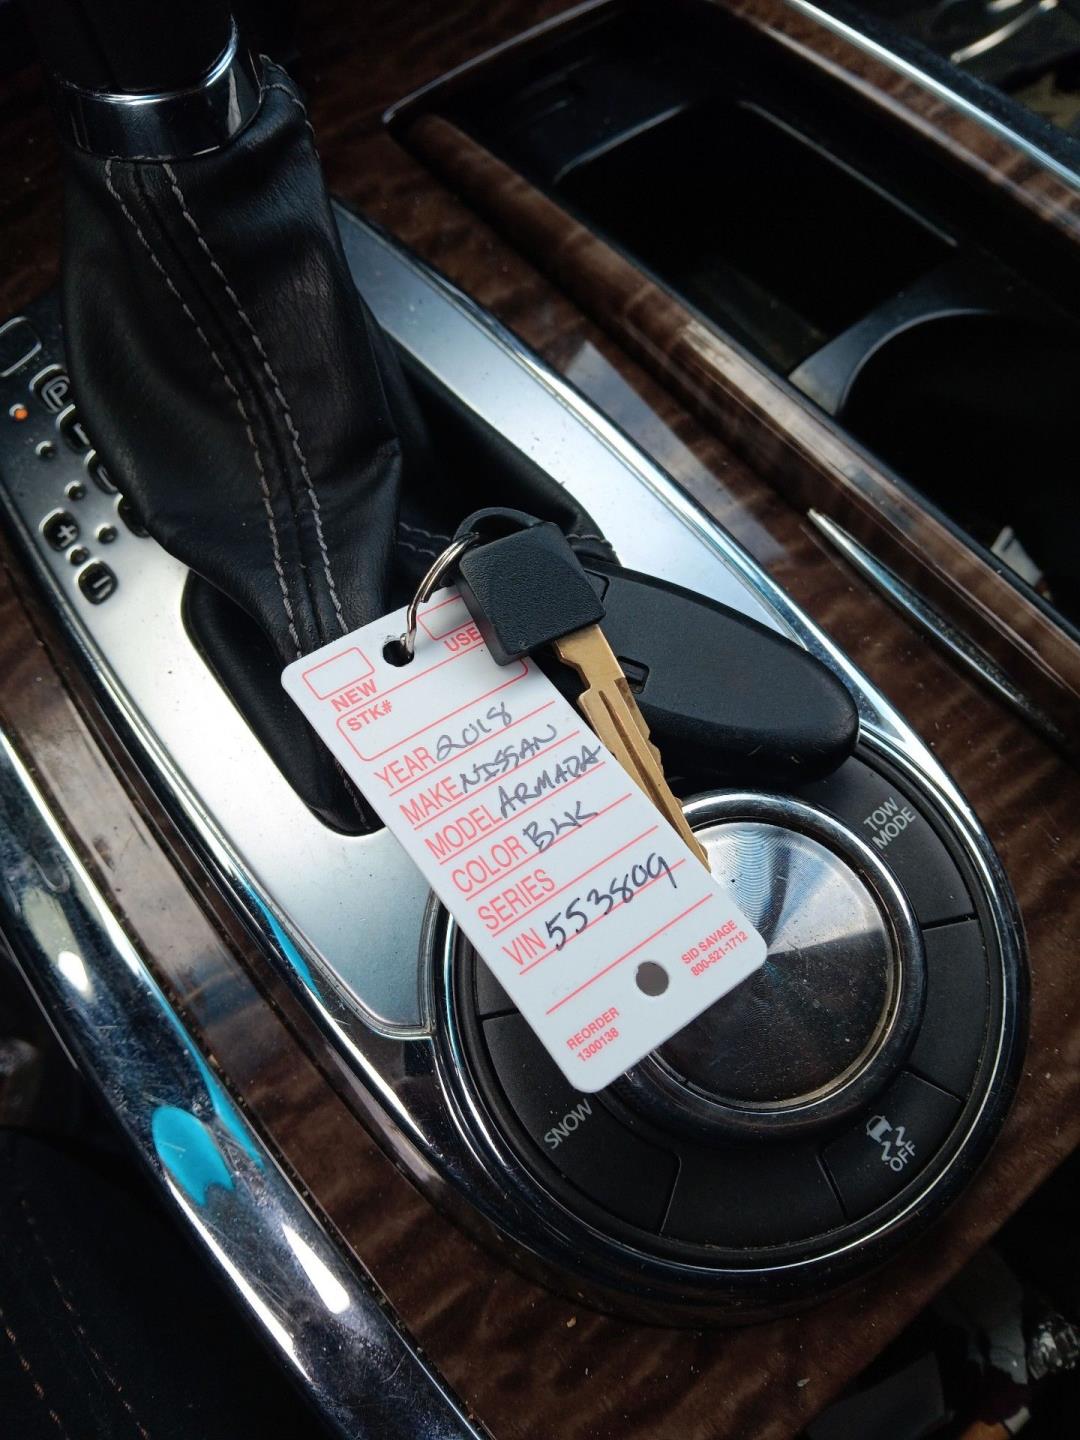 P
+
−
NEW
USE
STK#
YEAR 2018
MAKE NISSAN
MODEL ARMADA
COLOR BLK
SERIES
VIN 553809
SID SAVAGE
800-521-1712
REORDER
1300138
TOW
MODE
SNOW
OFF